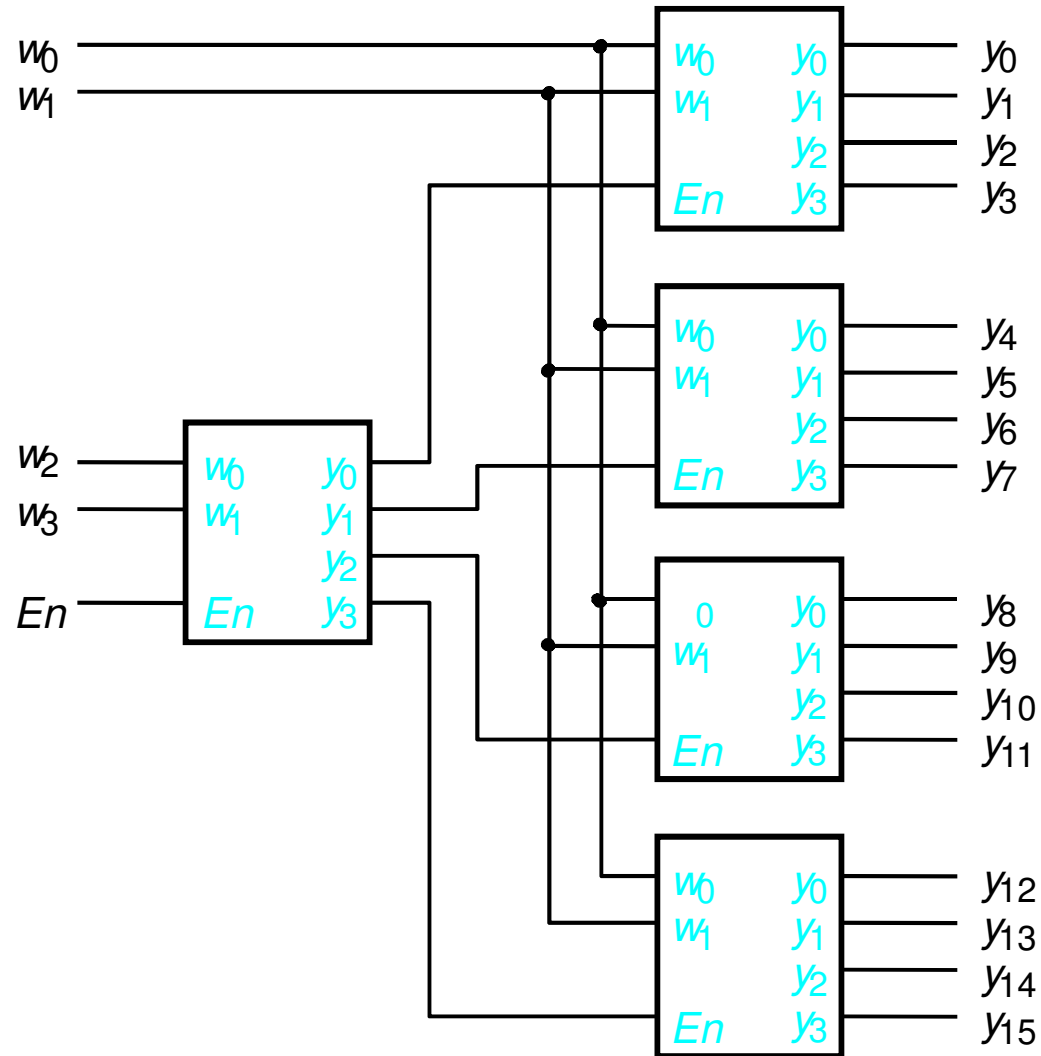 w0 w0 y0 y0
w1 w1 y1 y1
y2 y2
En y3 y3
w0 y0 y4
w1 y1 y5
y2 y6
En y3 y7
w2 w0 y0
w3 w1 y1
y2
En En y3
0 y0 y8
w1 y1 y9
y2 y10
En y3 y11
w0 y0 y12
w1 y1 y13
y2 y14
En y3 y15